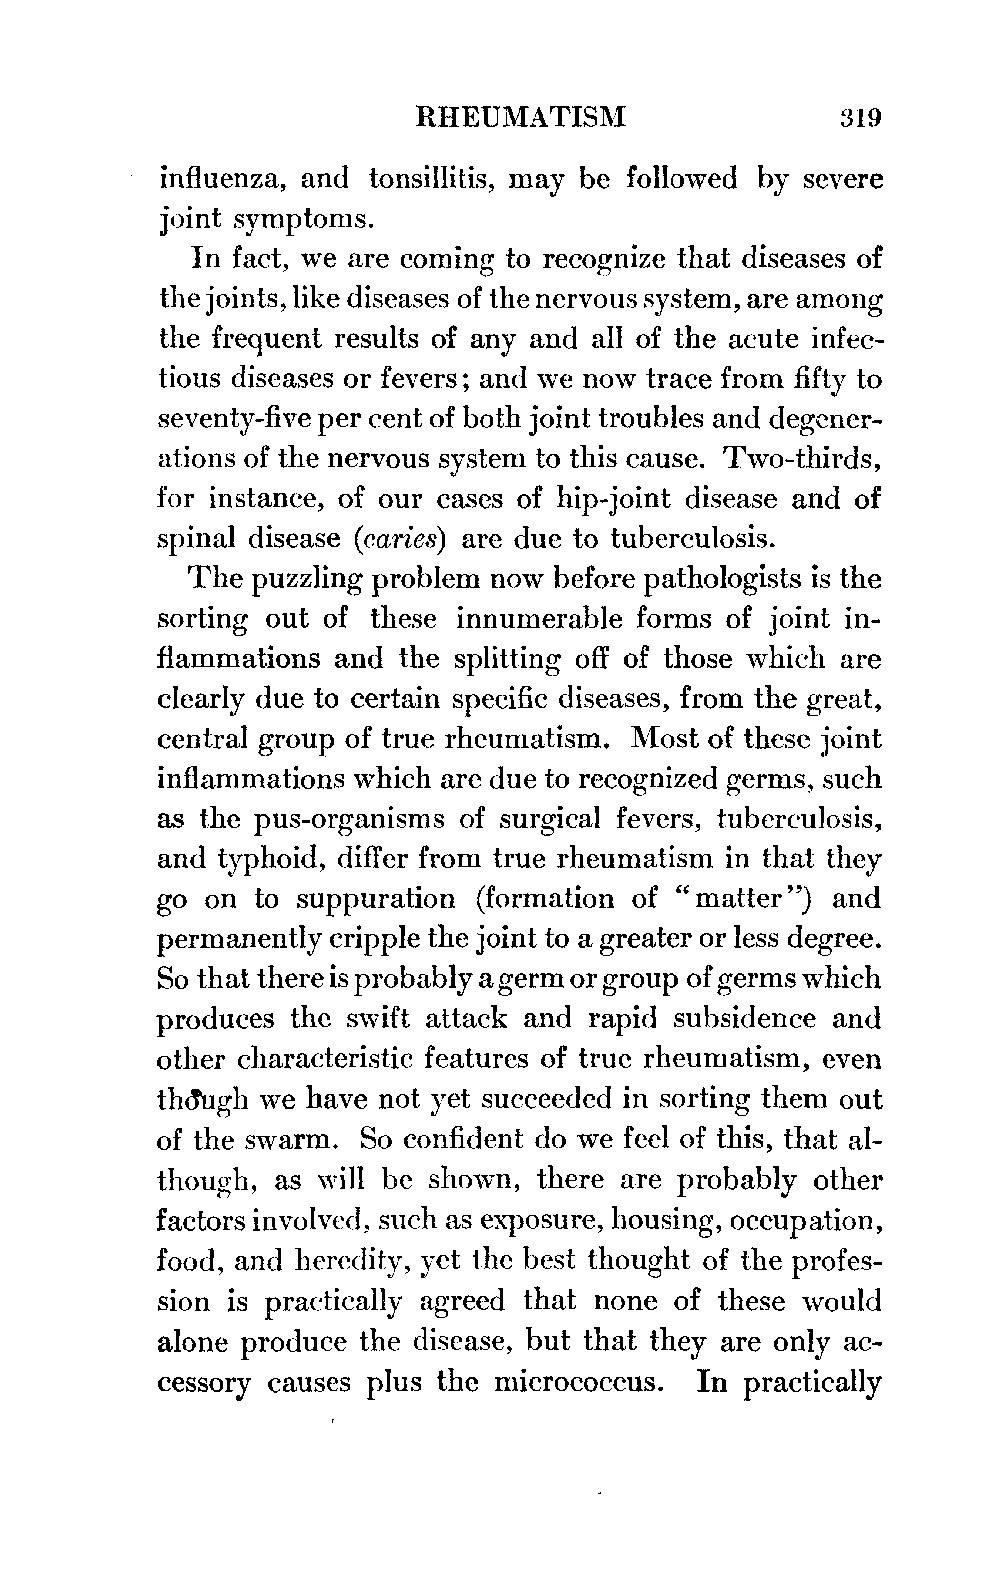 RHEUMATISM 319
influenza, and tonsillitis, may be followed by severe
joint symptoms.
In fact, we are coming to recognize that diseases of
the joints, like diseases of the nervous system, are among
the frequent results of any and all of the acute infec-
tious diseases or fevers; and we now trace from fifty to
seventy-five per cent of both joint troubles and degener-
ations of the nervous system to this cause. Two-thirds,
for instance, of our cases of hip-joint disease and of
spinal disease (caries) are due to tuberculosis.
The puzzling problem now before pathologists is the
sorting out of these innumerable forms of joint in-
flammations and the splitting off of those which are
clearly due to certain specific diseases, from the great,
central group of true rheumatism. Most of these joint
inflammations which are due to recognized germs, such
as the pus-organisms of surgical fevers, tuberculosis,
and typhoid, differ from true rheumatism in that they
go on to suppuration (formation of "matter") and
permanently cripple the joint to a greater or less degree.
So that there is probably a germ or group of germs which
produces the swift attack and rapid subsidence and
other characteristic features of true rheumatism, even
though we have not yet succeeded in sorting them out
of the swarm. So confident do we feel of this, that al-
though, as will be shown, there are probably other
factors involved, such as exposure, housing, occupation,
food, and heredity, yet the best thought of the profes-
sion is practically agreed that none of these would
alone produce the disease, but that they are only ac-
cessory causes plus the micrococcus. In practically